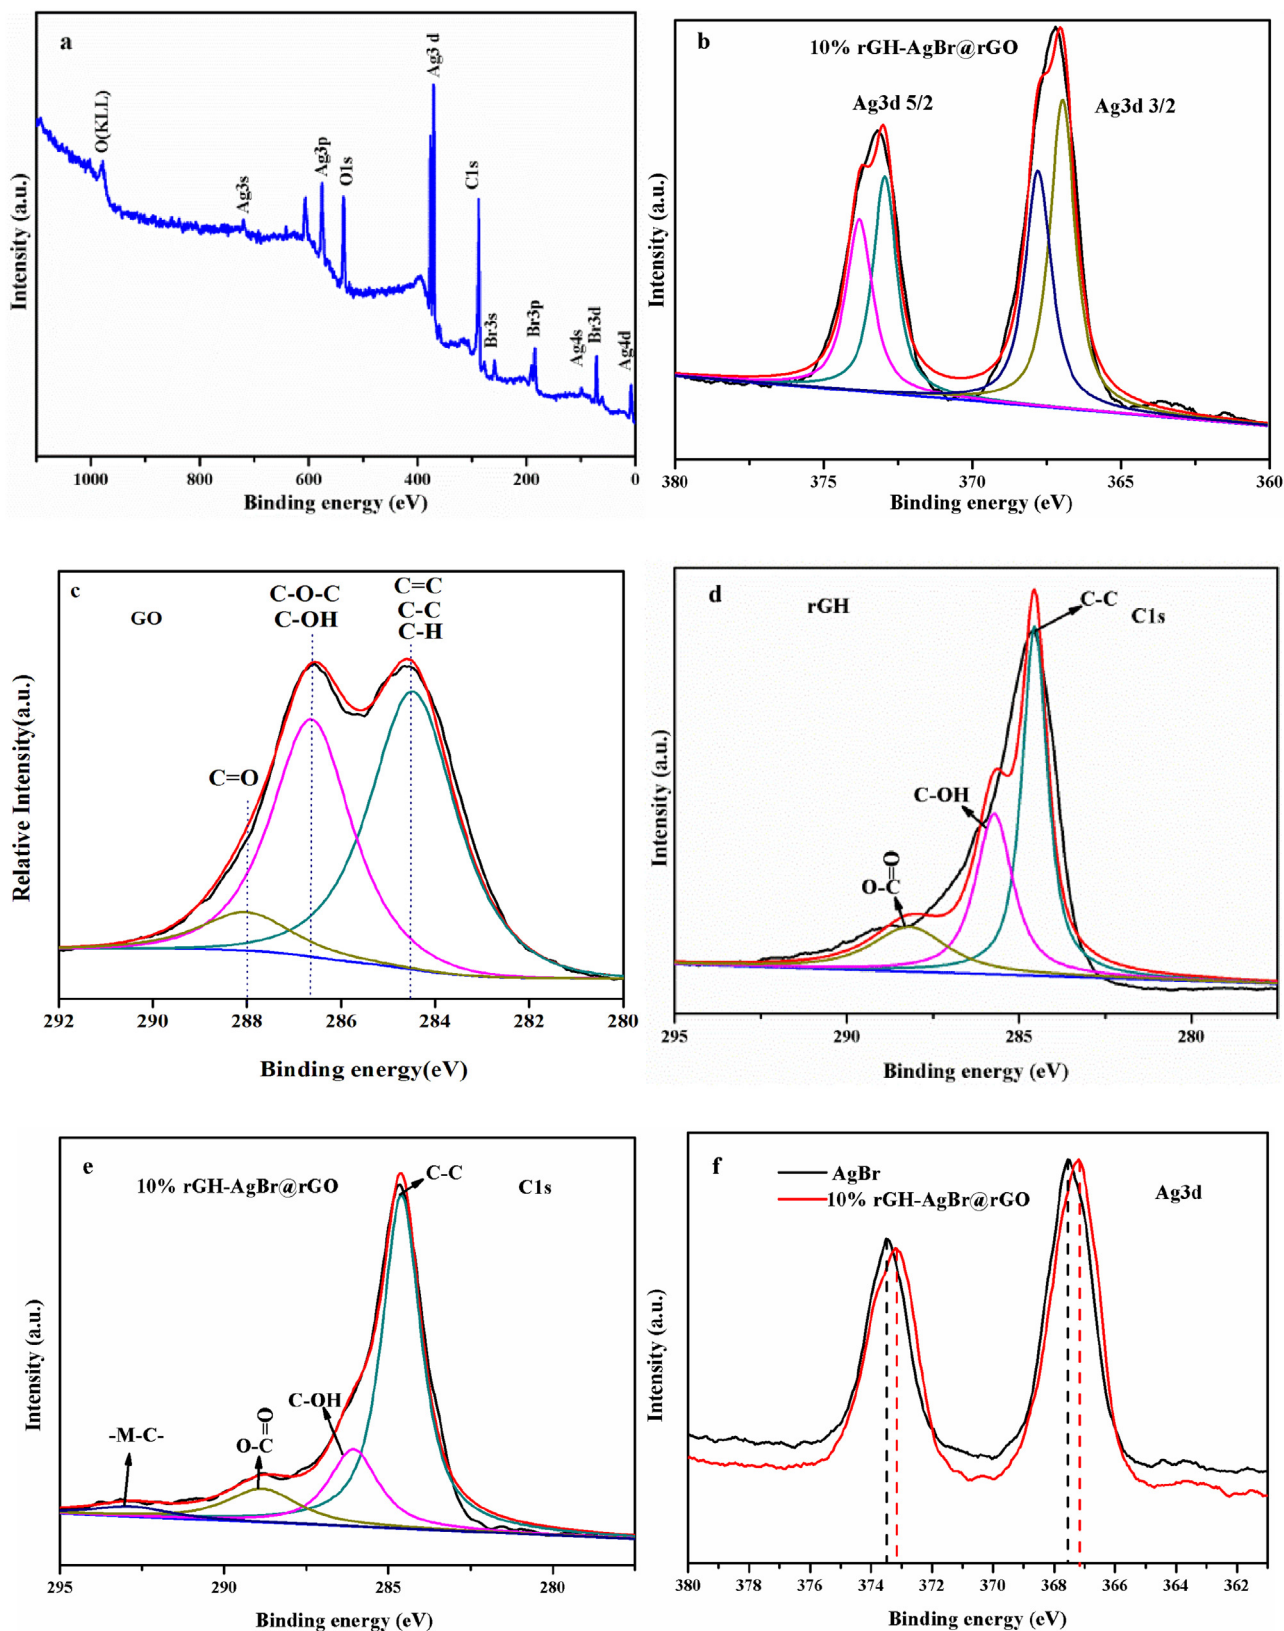 a
O(KLL)
Ag3s
Ag3p
O1s
Ag3 d
C1s
Br3s
Br3p
Ag4s
Br3d
Ag4d
Intensity (a.u.)
1000 800 600 400 200 0
Binding energy (eV)
b
10% rGH-AgBr@rGO
Ag3d 5/2
Ag3d 3/2
Intensity (a.u.)
380 375 370 365 360
Binding energy (eV)
c
GO
C-O-C
C-OH
C=C
C-C
C-H
C=O
Relative Intensity(a.u.)
292 290 288 286 284 282 280
Binding energy(eV)
d
rGH
C-C
C1s
C-OH
O-C=O
Intensity (a.u.)
295 290 285 280
Binding energy (eV)
e
10% rGH-AgBr@rGO
C-C
C1s
C-OH
O-C=O
-M-C-
Intensity (a.u.)
295 290 285 280
Binding energy (eV)
f
AgBr
10% rGH-AgBr@rGO
Ag3d
Intensity (a.u.)
380 378 376 374 372 370 368 366 364 362
Binding energy (eV)